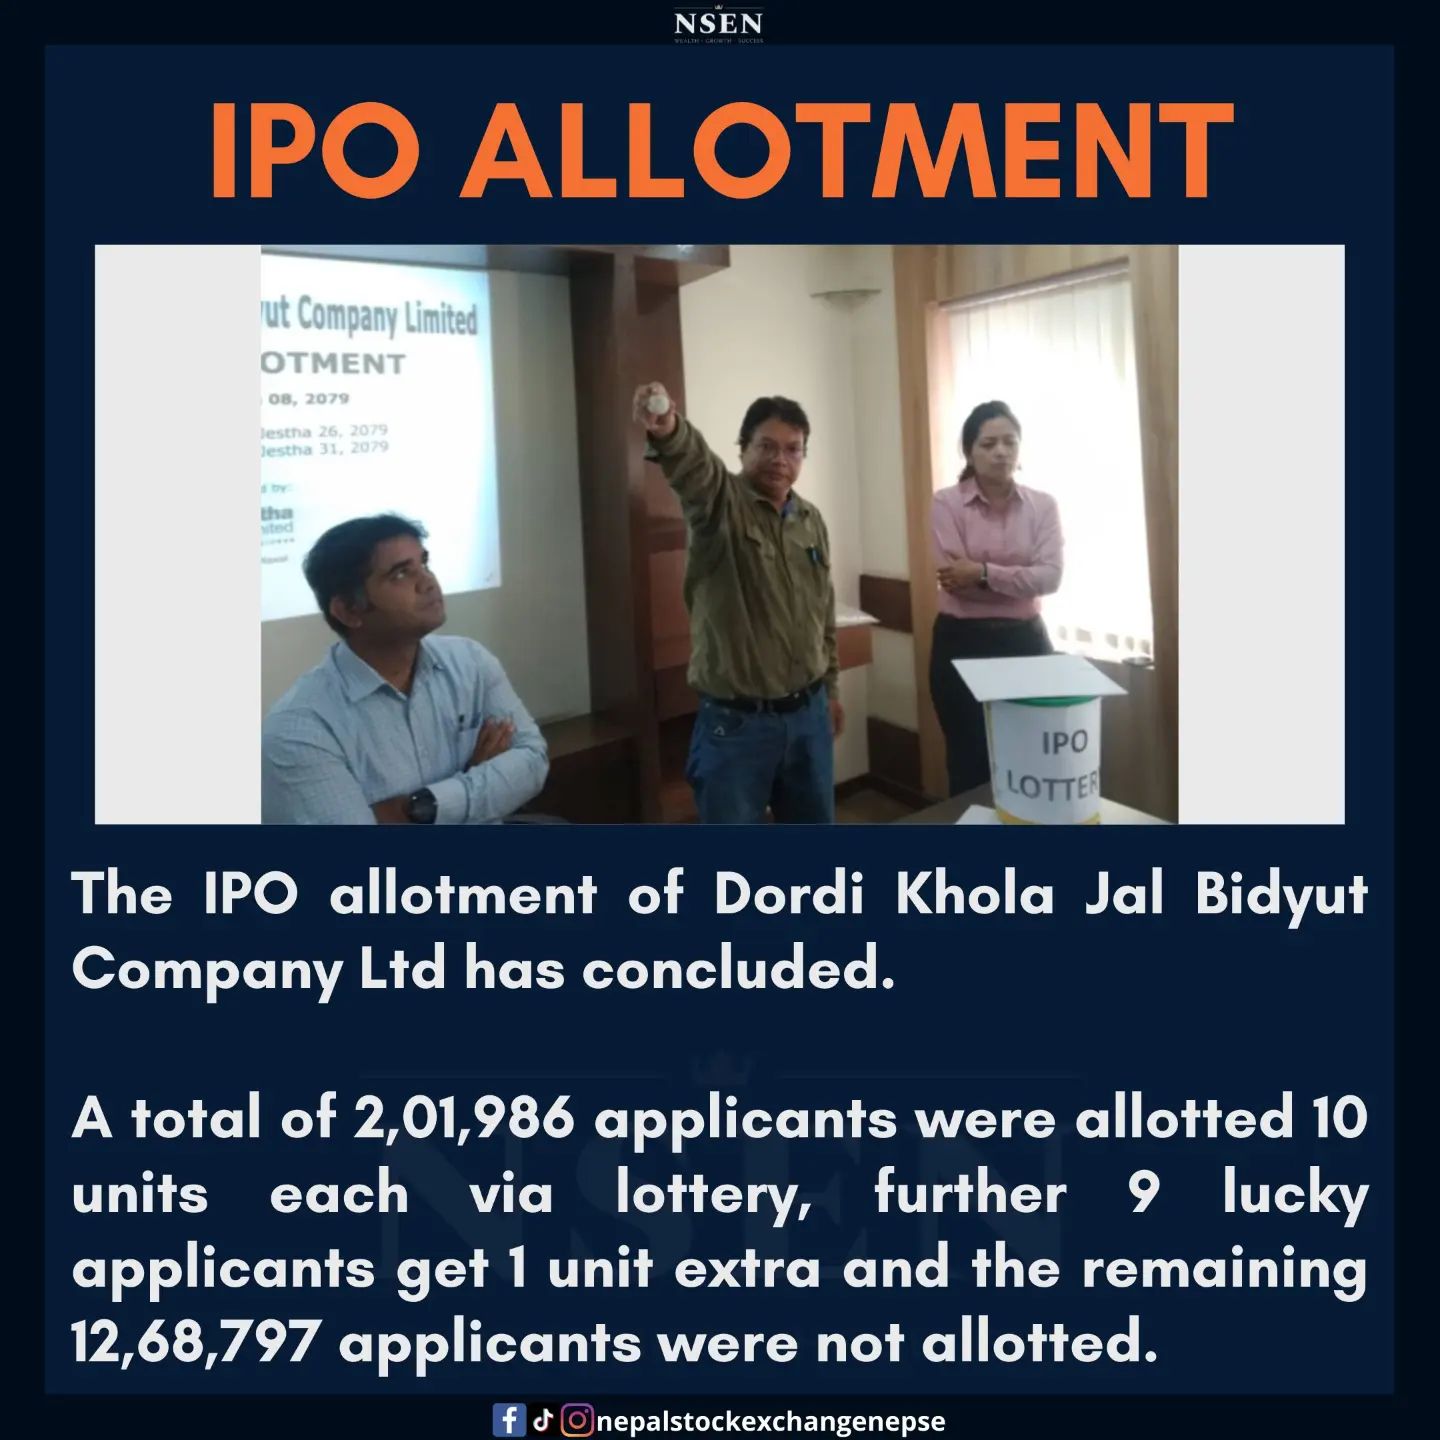 NSEN
WEALTH - GROWTH - SUCCESS
IPO ALLOTMENT
yut Company Limited
OTMENT
08, 2079
Jestha 26, 2079
Jestha 31, 2079
d by:
tha
ited
IPO
LOTTER
The IPO allotment of Dordi Khola Jal Bidyut
Company Ltd has concluded.
A total of 2,01,986 applicants were allotted 10
units each via lottery, further 9 lucky
applicants get 1 unit extra and the remaining
12,68,797 applicants were not allotted.
NSEN
nepalstockexchangenepse